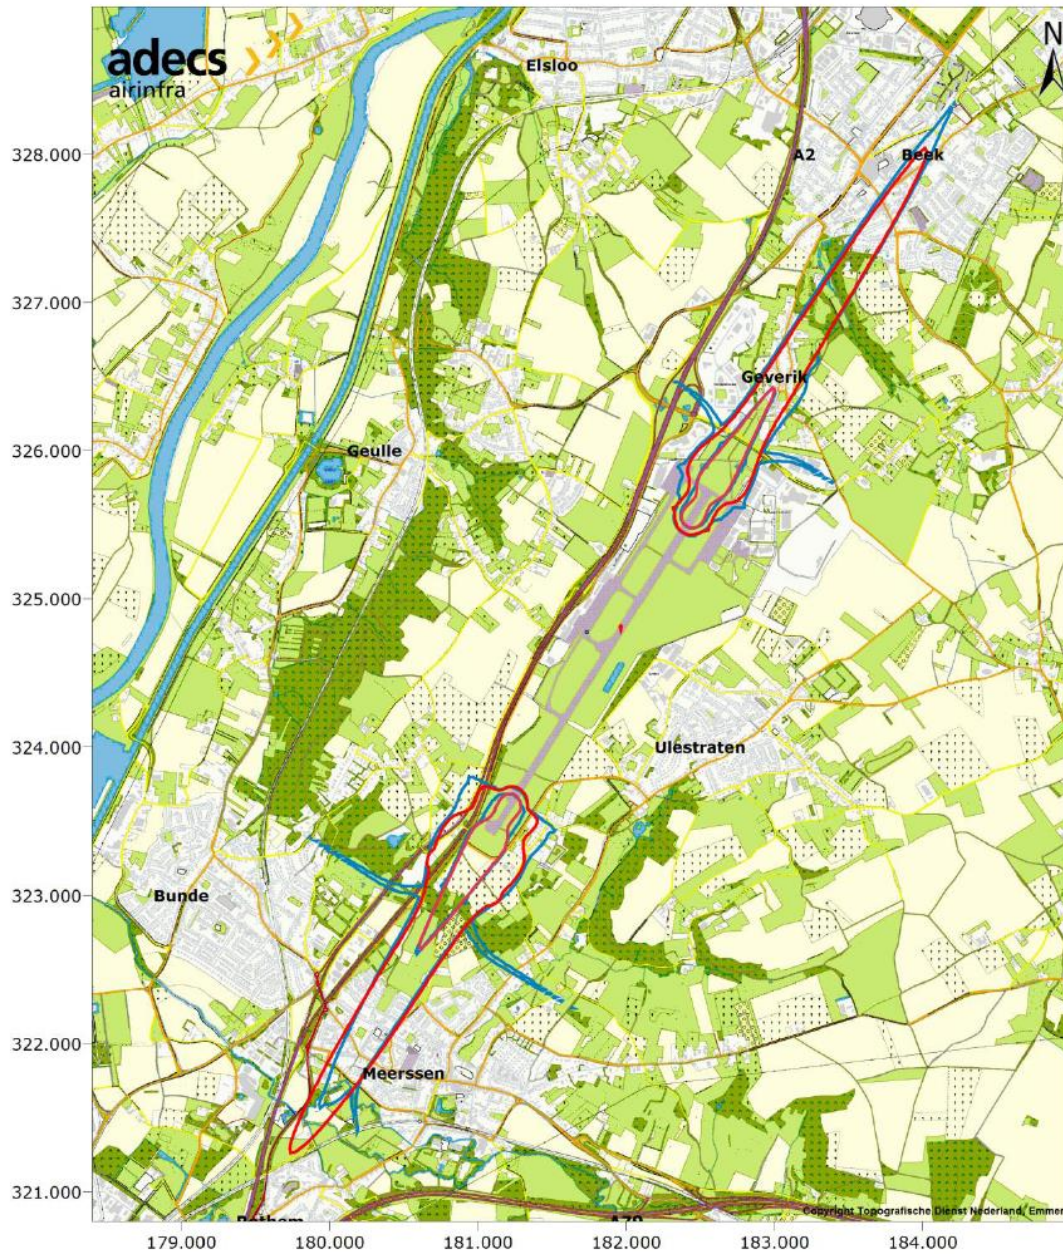 adecs
airinfra
N
Elsloo
328.000
A2
Beek
327.000
Geverik
326.000
Geulle
325.000
324.000
Ulestraten
323.000
Bunde
322.000
Meerssen
321.000
Copyright Topografische Dienst Nederland, Emmen
179.000 180.000 181.000 182.000 183.000 184.000